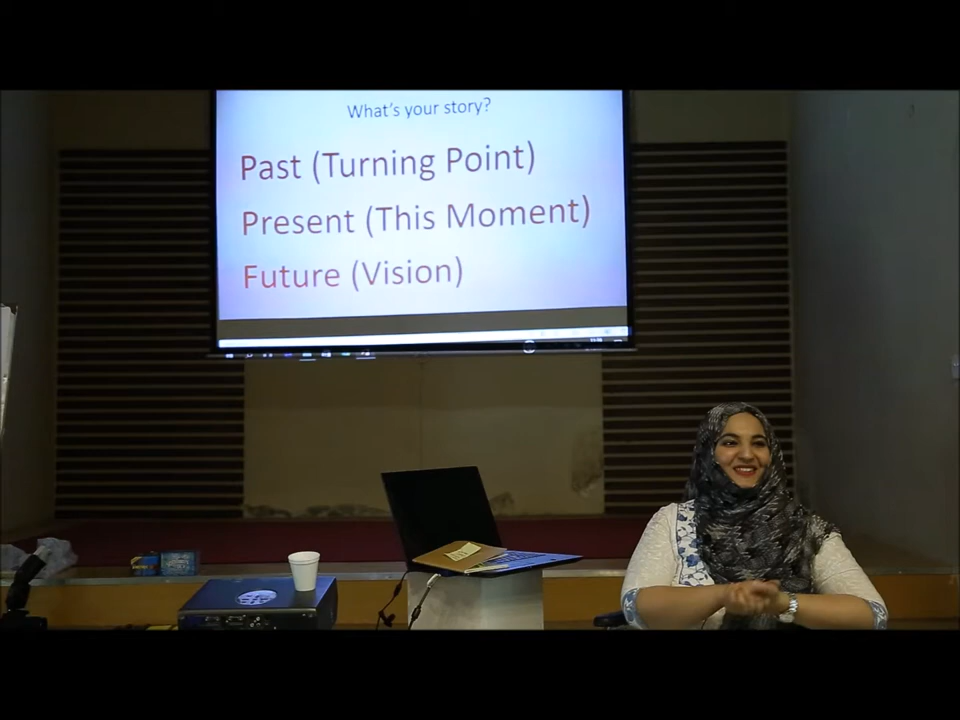 What's your story?
Past (Turning Point)
Present (This Moment)
Future (Vision)